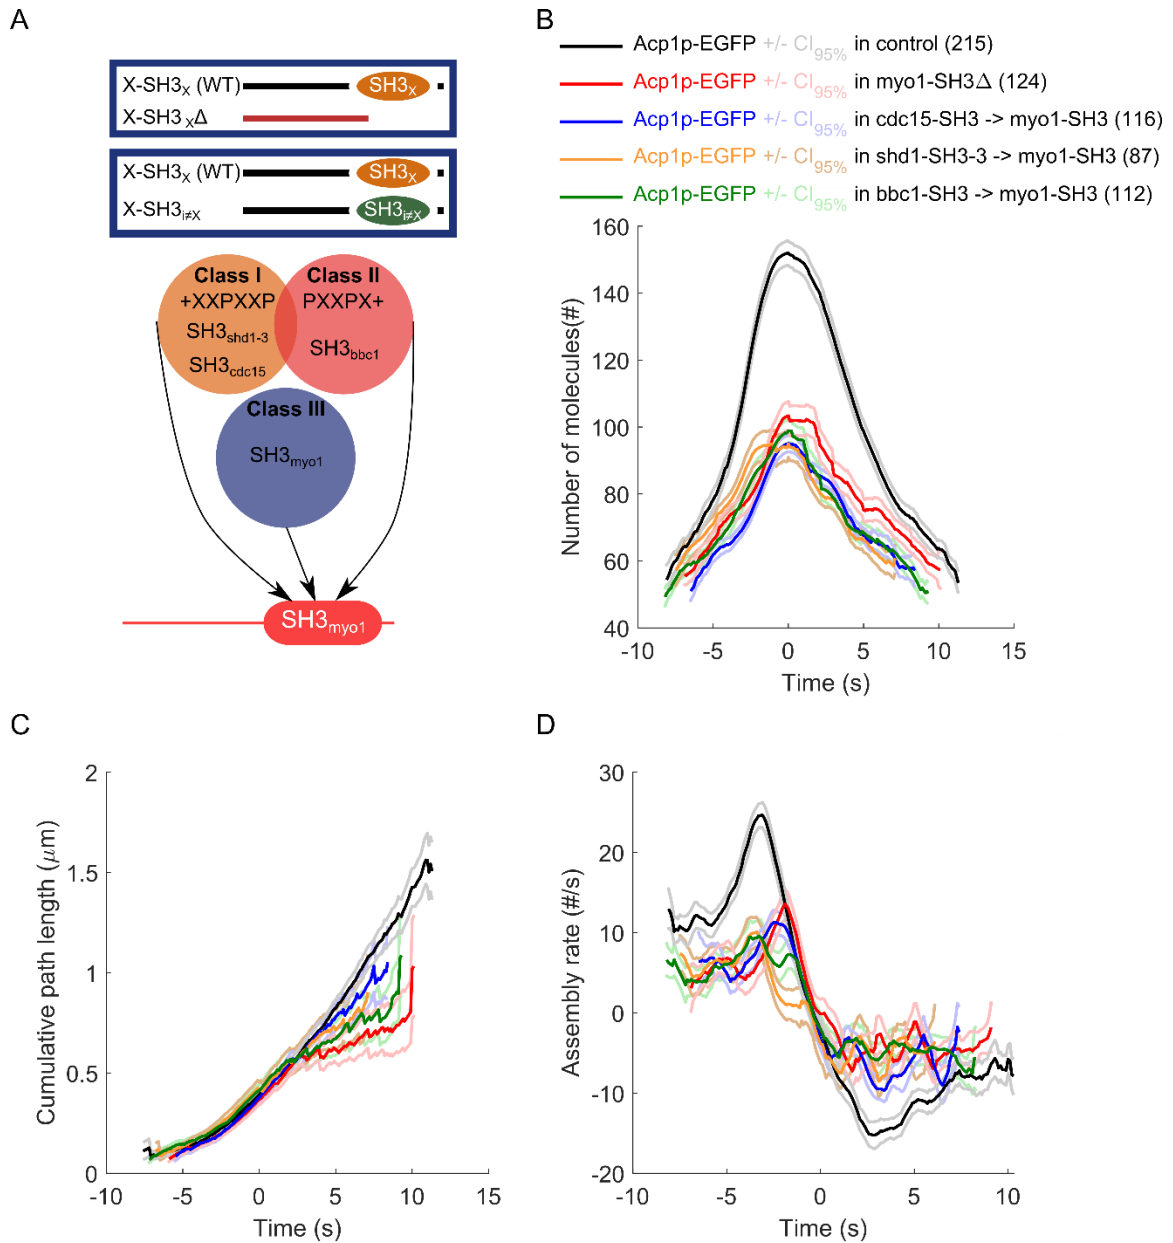 A
X-SH3X (WT)
SH3X
X-SH3XΔ
X-SH3X (WT)
SH3X
X-SH3i≠X
SH3i≠X
Class I
+XXPXXP
SH3shd1-3
SH3cdc15
Class II
PXXPX+
SH3bbc1
Class III
SH3myo1
SH3myo1
B
Acp1p-EGFP +/- CI95% in control (215)
Acp1p-EGFP +/- CI95% in myo1-SH3Δ (124)
Acp1p-EGFP +/- CI95% in cdc15-SH3 -> myo1-SH3 (116)
Acp1p-EGFP +/- CI95% in shd1-SH3-3 -> myo1-SH3 (87)
Acp1p-EGFP +/- CI95% in bbc1-SH3 -> myo1-SH3 (112)
Number of molecules(#)
160
140
120
100
80
60
40
-10 -5 0 5 10 15
Time (s)
C
Cumulative path length (μm)
2
1.5
1
0.5
0
-10 -5 0 5 10 15
Time (s)
D
Assembly rate (#/s)
30
20
10
0
-10
-20
-10 -5 0 5 10
Time (s)